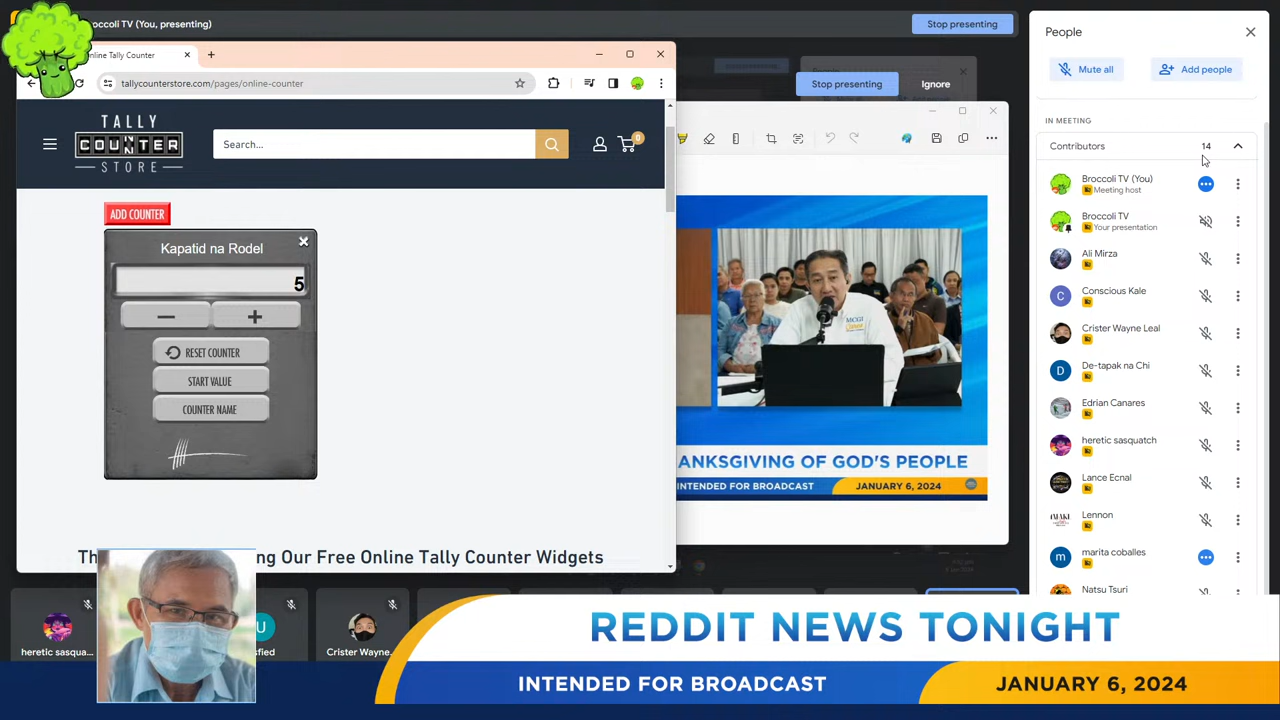 roccoli TV (You, presenting)
Stop presenting
nline Tally Counter
tallycounterstore.com/pages/online-counter
Stop presenting
Ignore
TALLY
COUNTER
STORE
Search...
0
ADD COUNTER
Kapatid na Rodel
5
RESET COUNTER
START VALUE
COUNTER NAME
MCGI
Cares
ANKSGIVING OF GOD'S PEOPLE
INTENDED FOR BROADCAST
JANUARY 6, 2024
Th
ng Our Free Online Tally Counter Widgets
People
Mute all
Add people
IN MEETING
Contributors
14
Broccoli TV (You)
Meeting host
Broccoli TV
Your presentation
Ali Mirza
C
Conscious Kale
Crister Wayne Leal
D
De-tapak na Chi
Edrian Canares
heretic sasquatch
Lance Ecnal
Lennon
m
marita coballes
Natsu Tsuri
heretic sasqua...
U
sfied
Crister Wayne...
REDDIT NEWS TONIGHT
INTENDED FOR BROADCAST
JANUARY 6, 2024